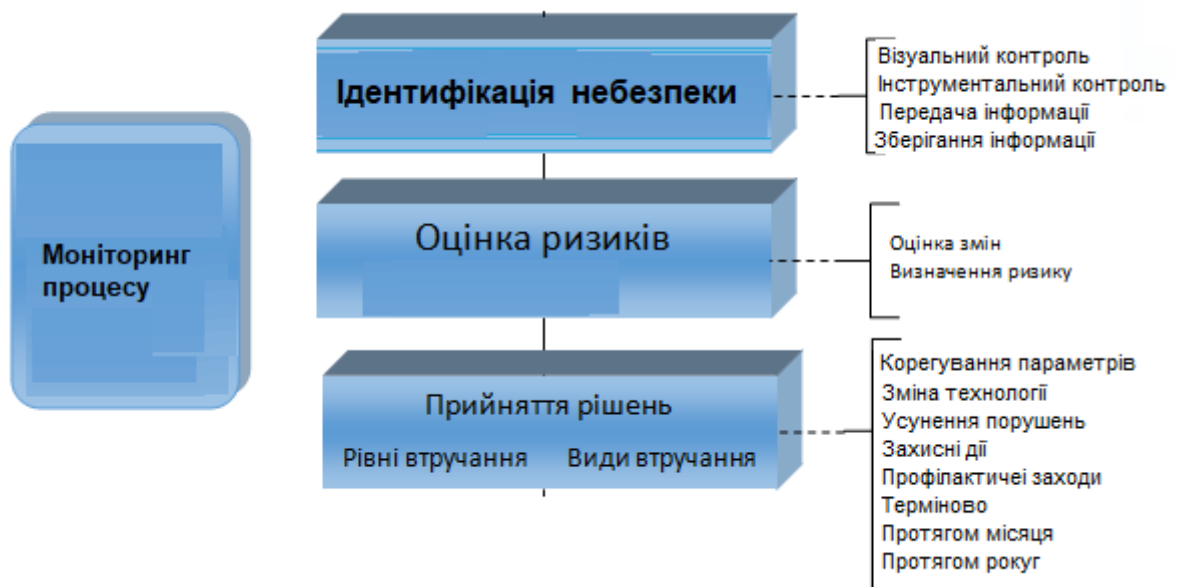 Ідентифікація небезпеки
Візуальний контроль
Інструментальний контроль
Передача інформації
Зберігання інформації
Моніторинг
процесу
Оцінка ризиків
Оцінка змін
Визначення ризику
Прийняття рішень
Рівні втручання Види втручання
Корегування параметрів
Зміна технології
Усунення порушень
Захисні дії
Профілактичеі заходи
Терміново
Протягом місяця
Протягом рокуг